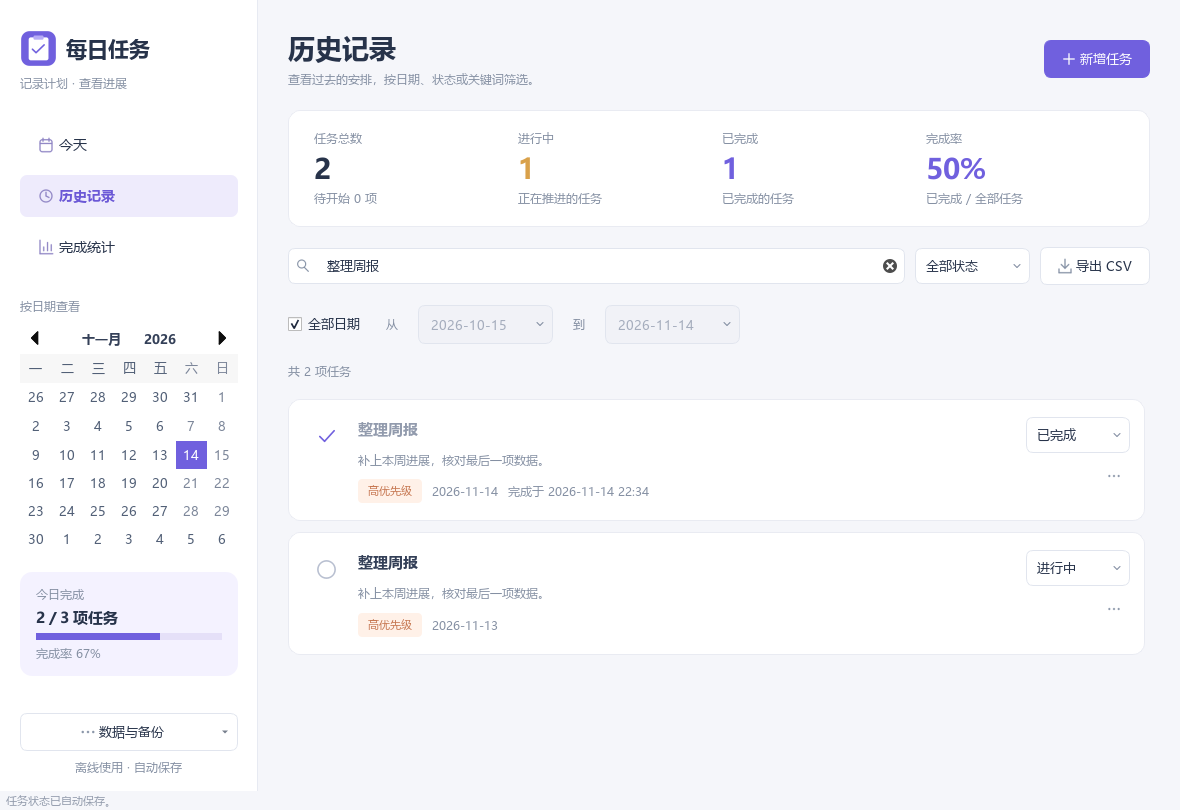 每日任务
记录计划 · 查看进展
今天
历史记录
完成统计
按日期查看
十一月 2026
一 二 三 四 五 六 日
26 27 28 29 30 31 1
2 3 4 5 6 7 8
9 10 11 12 13 14 15
16 17 18 19 20 21 22
23 24 25 26 27 28 29
30 1 2 3 4 5 6
今日完成
2 / 3 项任务
完成率 67%
··· 数据与备份
离线使用 · 自动保存
任务状态已自动保存。
历史记录
查看过去的安排，按日期、状态或关键词筛选。
新增任务
任务总数 进行中 已完成 完成率
2 1 1 50%
待开始 0 项 正在推进的任务 已完成的任务 已完成 / 全部任务
整理周报 全部状态 导出 CSV
全部日期 从 2026-10-15 到 2026-11-14
共 2 项任务
整理周报 已完成
补上本周进展，核对最后一项数据。
···
高优先级 2026-11-14 完成于 2026-11-14 22:34
整理周报 进行中
补上本周进展，核对最后一项数据。
···
高优先级 2026-11-13